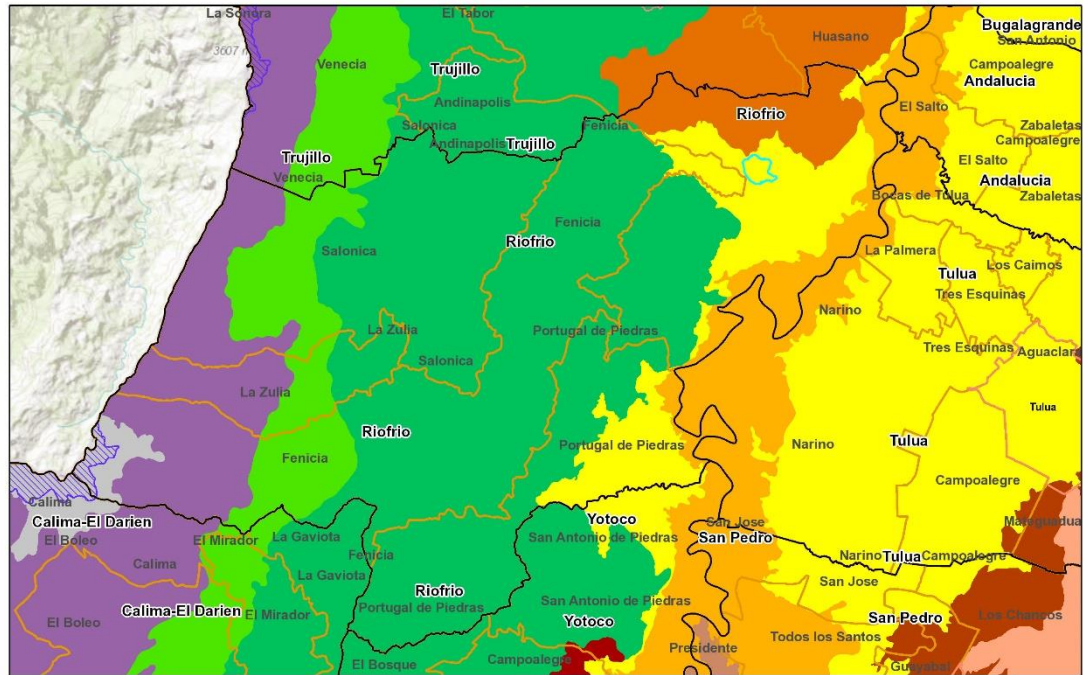 La Sonora
El Tabor
Bugalagrande
3607
Huasano
San Antonio
Venecia
Trujillo
Campoalegre
Andalucia
Andinapolis
Riofrio
El Salto
Salonica
Fenicia
Zabaletas
Andinapolis
Trujillo
Campoalegre
Trujillo
El Salto
Venecia
Andalucia
Bocas de Tulua
Zabaletas
Fenicia
Riofrio
Salonica
La Palmera
Los Caimos
Tulua
Tres Esquinas
Narino
La Zulia
Portugal de Piedras
Tres Esquinas
Aguaclara
Salonica
La Zulia
Tulua
Riofrio
Portugal de Piedras
Narino
Tulua
Fenicia
Campoalegre
Calima
Calima-El Darien
Yotoco
San Jose
El Boleo
El Mirador
La Gaviota
San Antonio de Piedras
San Pedro
Calima
Fenicia
Narino
Tulua
Campoalegre
La Gaviota
San Jose
Riofrio
San Antonio de Piedras
Calima-El Darien
El Mirador
Portugal de Piedras
El Boleo
Yotoco
San Pedro
Los Chancos
Todos los Santos
Presidente
El Bosque
Campoalegre
Guayabal